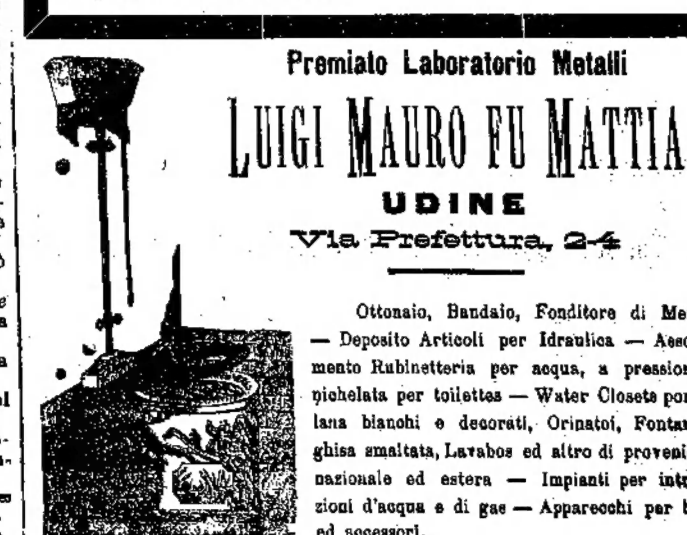 Premiato Laboratorio Metalli
LUIGI MAURO FU MATTIA
UDINE
Via Prefettura, 2-4
Ottonaio, Bandaio, Fonditore di Me
— Deposito Articoli per Idraulica — Asso
mento Rubinetteria per acqua, a pression
nichelata per toilettes — Water Closets por
lana bianchi e decorati, Orinatoi, Fontan
ghisa smaltata, Lavabos ed altro di proveni
nazionale ed estera — Impianti per intr
zioni d'acqua e di gas — Apparecchi per b
ed accessori.